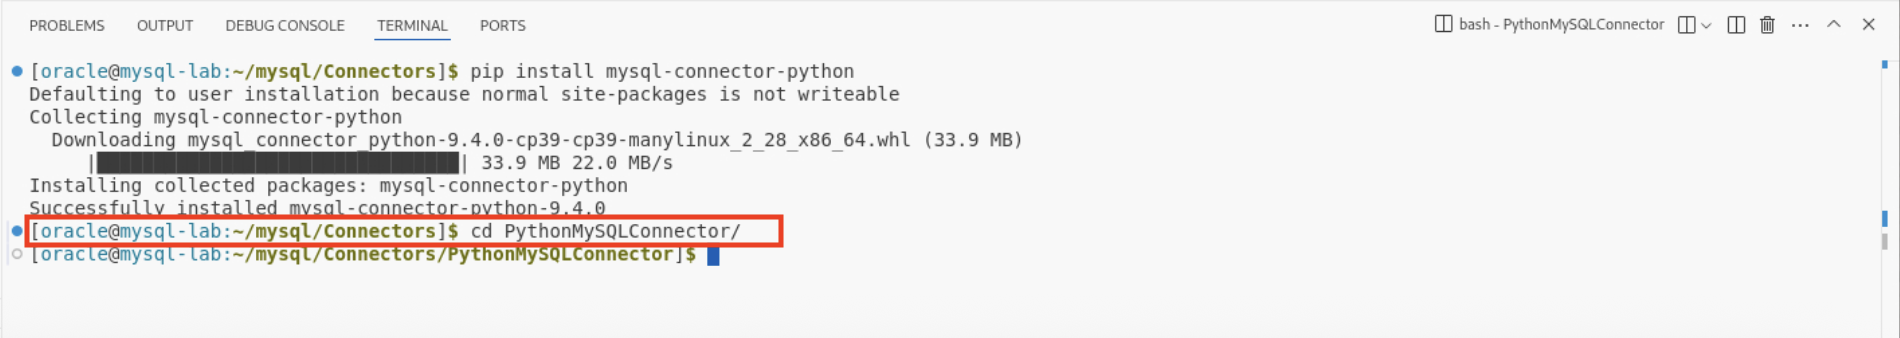 PROBLEMS OUTPUT DEBUG CONSOLE TERMINAL PORTS bash - PythonMySQLConnector
[oracle@mysql-lab:~/mysql/Connectors]$ pip install mysql-connector-python
Defaulting to user installation because normal site-packages is not writeable
Collecting mysql-connector-python
Downloading mysql_connector_python-9.4.0-cp39-cp39-manylinux_2_28_x86_64.whl (33.9 MB)
|████████████████████████████████| 33.9 MB 22.0 MB/s
Installing collected packages: mysql-connector-python
Successfully installed mysql-connector-python-9.4.0
[oracle@mysql-lab:~/mysql/Connectors]$ cd PythonMySQLConnector/
[oracle@mysql-lab:~/mysql/Connectors/PythonMySQLConnector]$